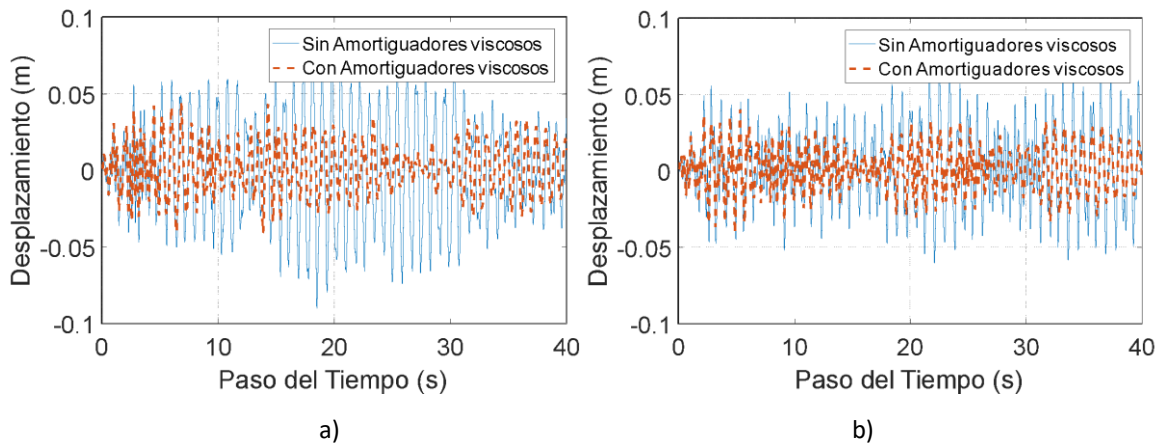 0.1
0.05
0
-0.05
-0.1
Desplazamiento (m)
Sin Amortiguadores viscosos
Con Amortiguadores viscosos
0 10 20 30 40
Paso del Tiempo (s)
a)
0.1
0.05
0
-0.05
-0.1
Desplazamiento (m)
Sin Amortiguadores viscosos
Con Amortiguadores viscosos
0 10 20 30 40
Paso del Tiempo (s)
b)